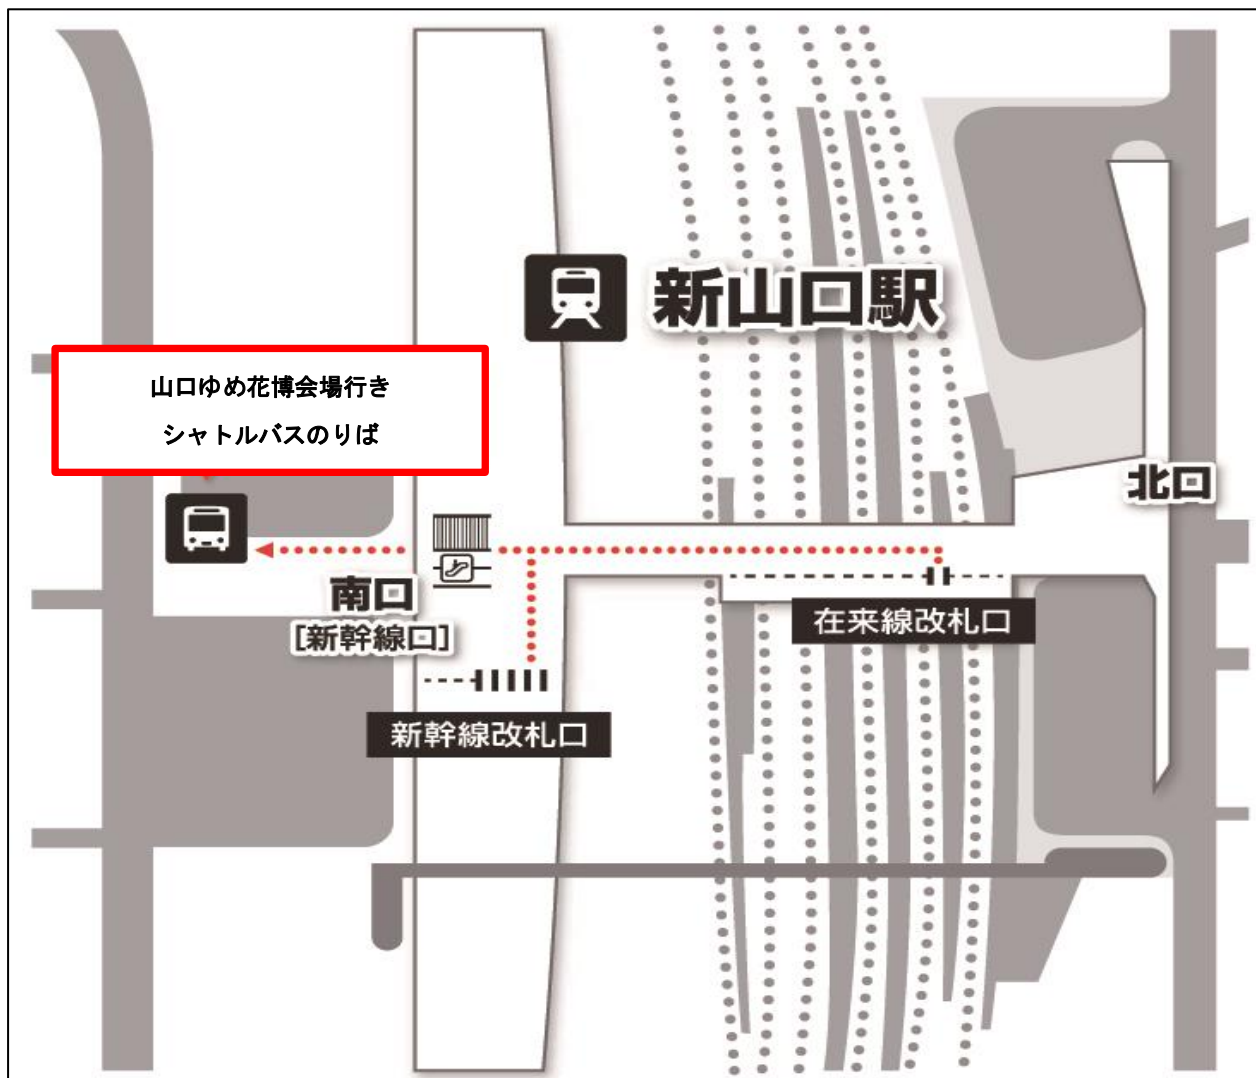 新山口駅
山口ゆめ花博会場行き
シャトルバスのりば
北口
南口
[新幹線口]
在来線改札口
新幹線改札口